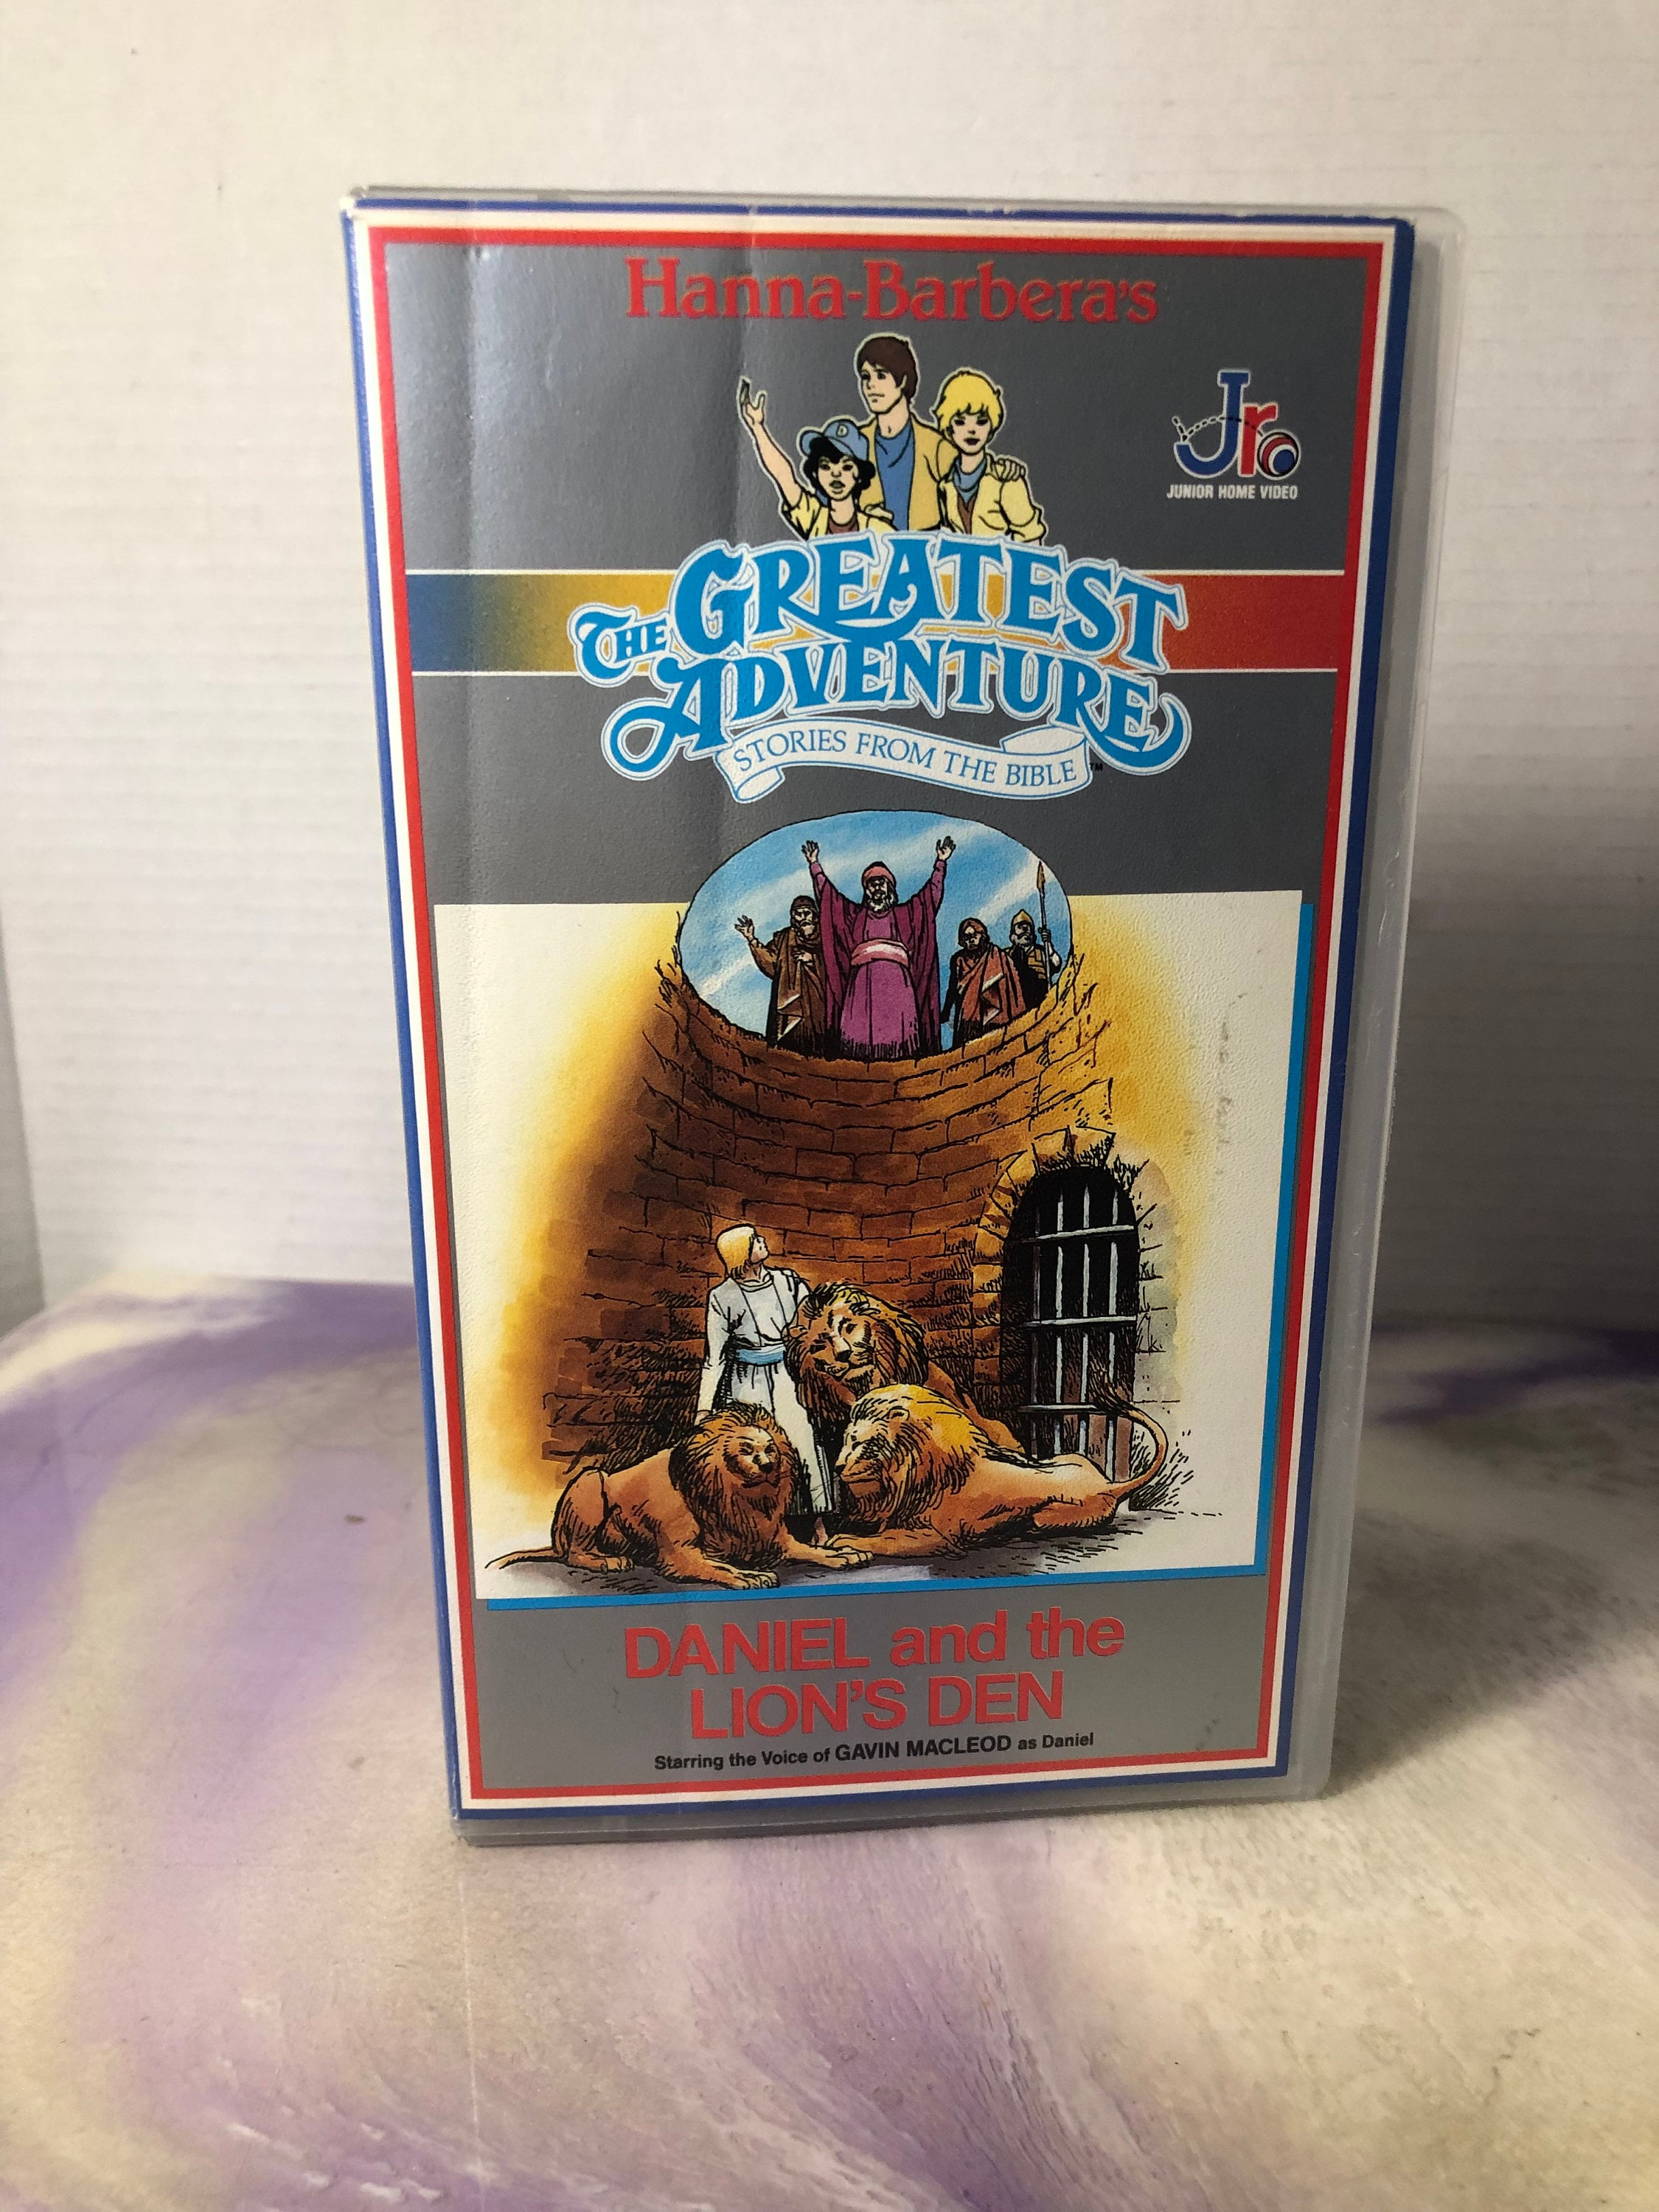 Hanna-Barbera's
D
Jr
JUNIOR HOME VIDEO
THE GREATEST
ADVENTURE
STORIES FROM THE BIBLE™
DANIEL and the
LION'S DEN
Starring the Voice of GAVIN MACLEOD as Daniel